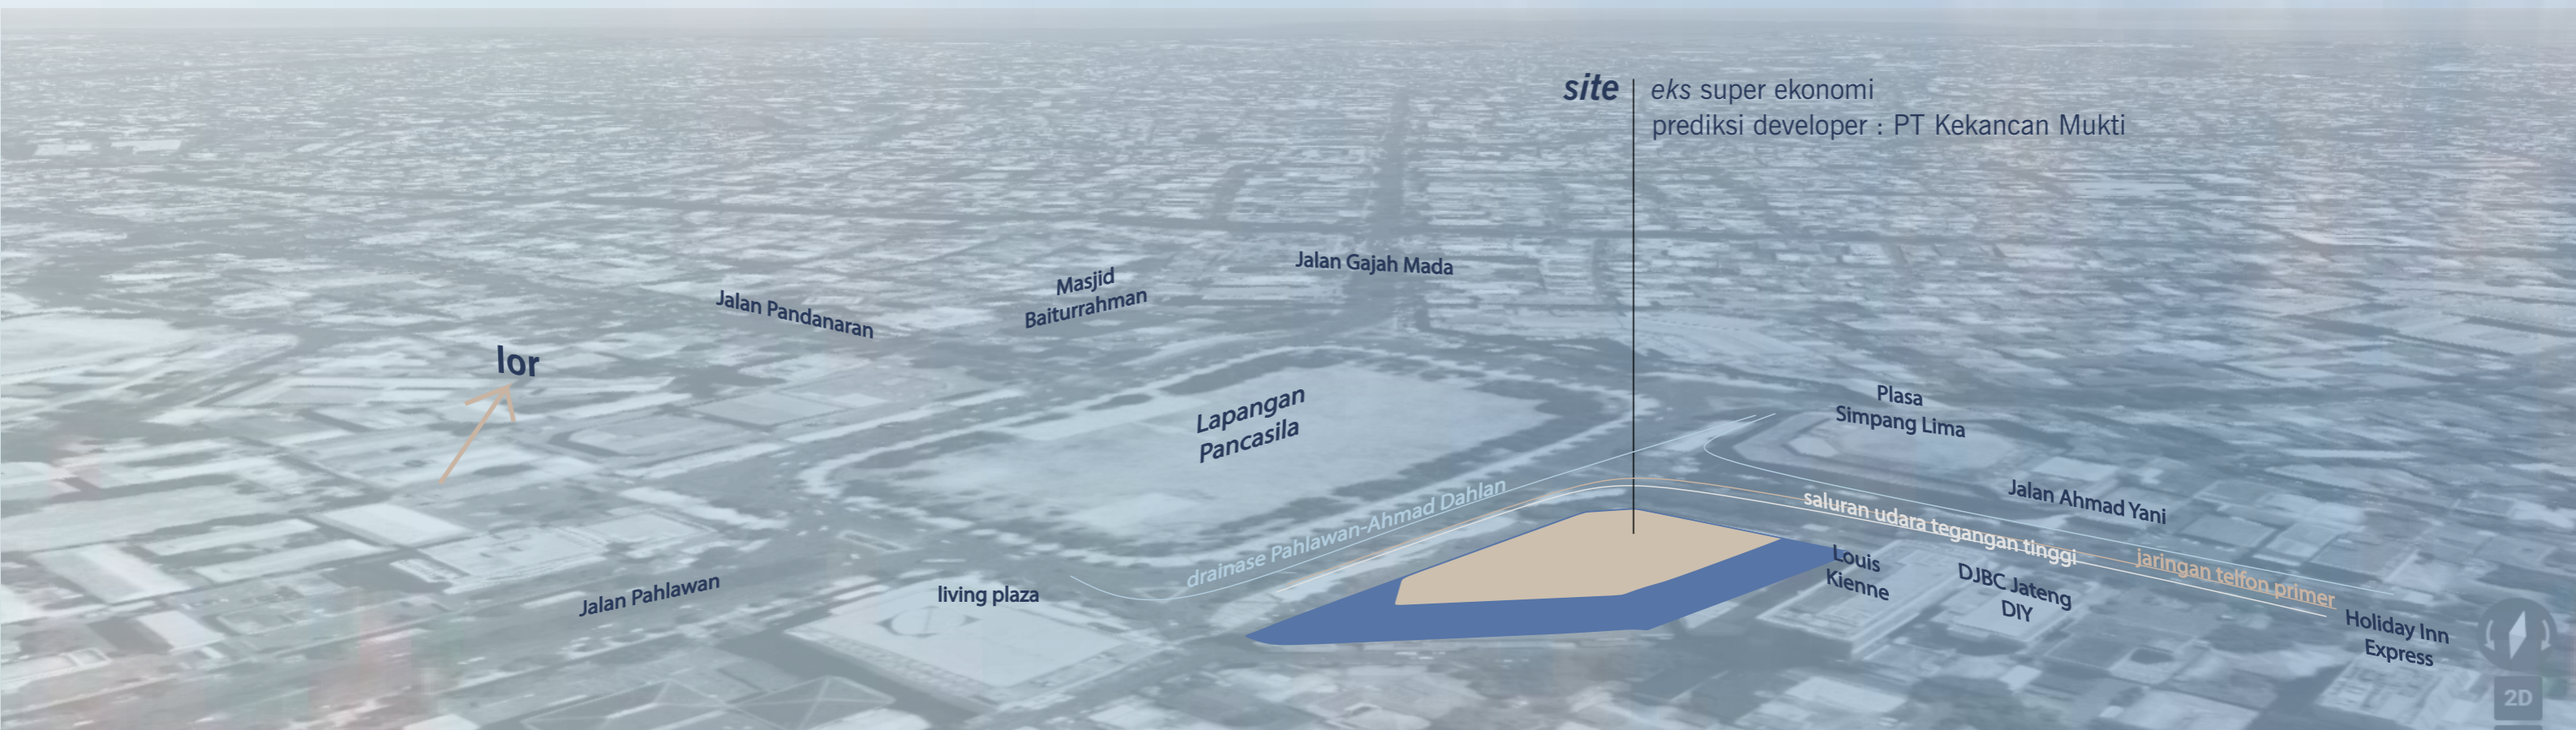 site
eks super ekonomi
prediksi developer : PT Kekancan Mukti
Jalan Gajah Mada
Masjid
Baiturrahman
Jalan Pandanaran
lor
Lapangan
Pancasila
Plasa
Simpang Lima
drainase Pahlawan-Ahmad Dahlan
saluran udara tegangan tinggi
Jalan Ahmad Yani
jaringan telfon primer
Jalan Pahlawan
living plaza
Louis
Kienne
DJBC Jateng
DIY
Holiday Inn
Express
2D